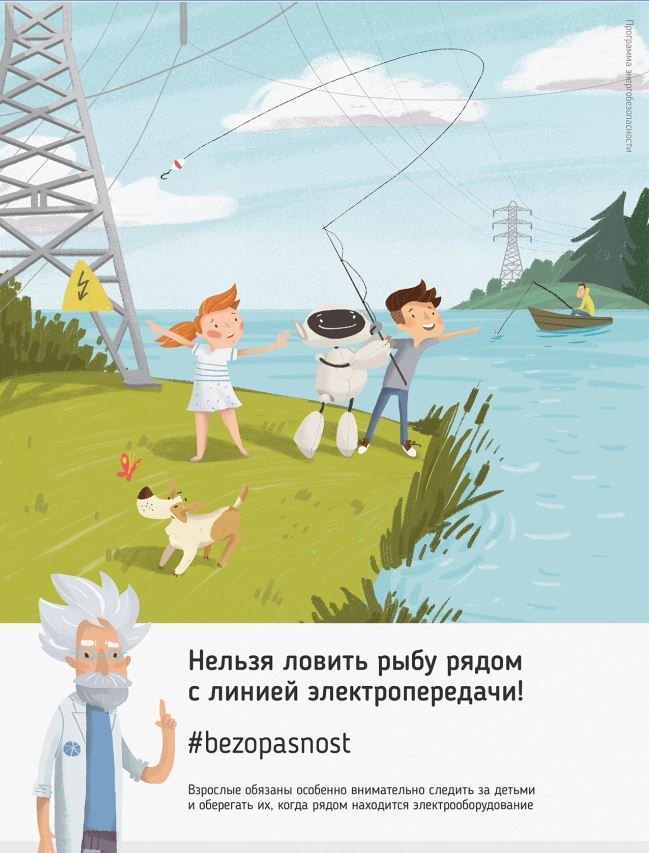 Программа энергобезопасности
Нельзя ловить рыбу рядом
с линией электропередачи!
#bezopasnost
Взрослые обязаны особенно внимательно следить за детьми
и оберегать их, когда рядом находится электрооборудование